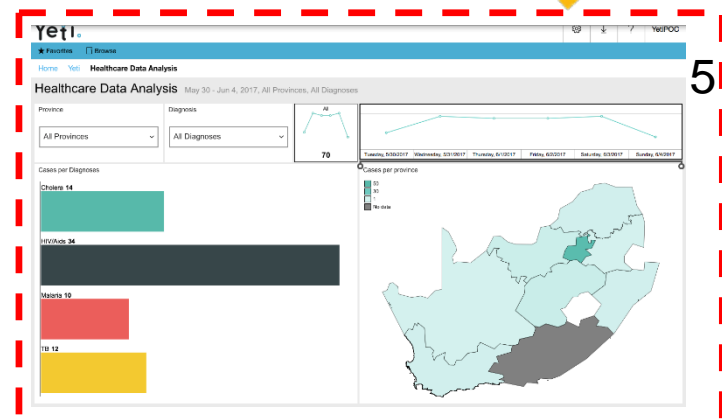 Yeti.
? YetiPOC
★ Favorites Browse
5
Home Yeti Healthcare Data Analysis
Healthcare Data Analysis May 30 - Jun 4, 2017, All Provinces, All Diagnoses
Province
Diagnosis
All
All Provinces
All Diagnoses
70
Tuesday, 5/30/2017 Wednesday, 5/31/2017 Thursday, 6/1/2017 Friday, 6/2/2017 Saturday, 6/3/2017 Sunday, 6/4/2017
Cases per Diagnoses
Cases per province
Cholera 14
No data
HIV/Aids 34
Malaria 10
TB 12